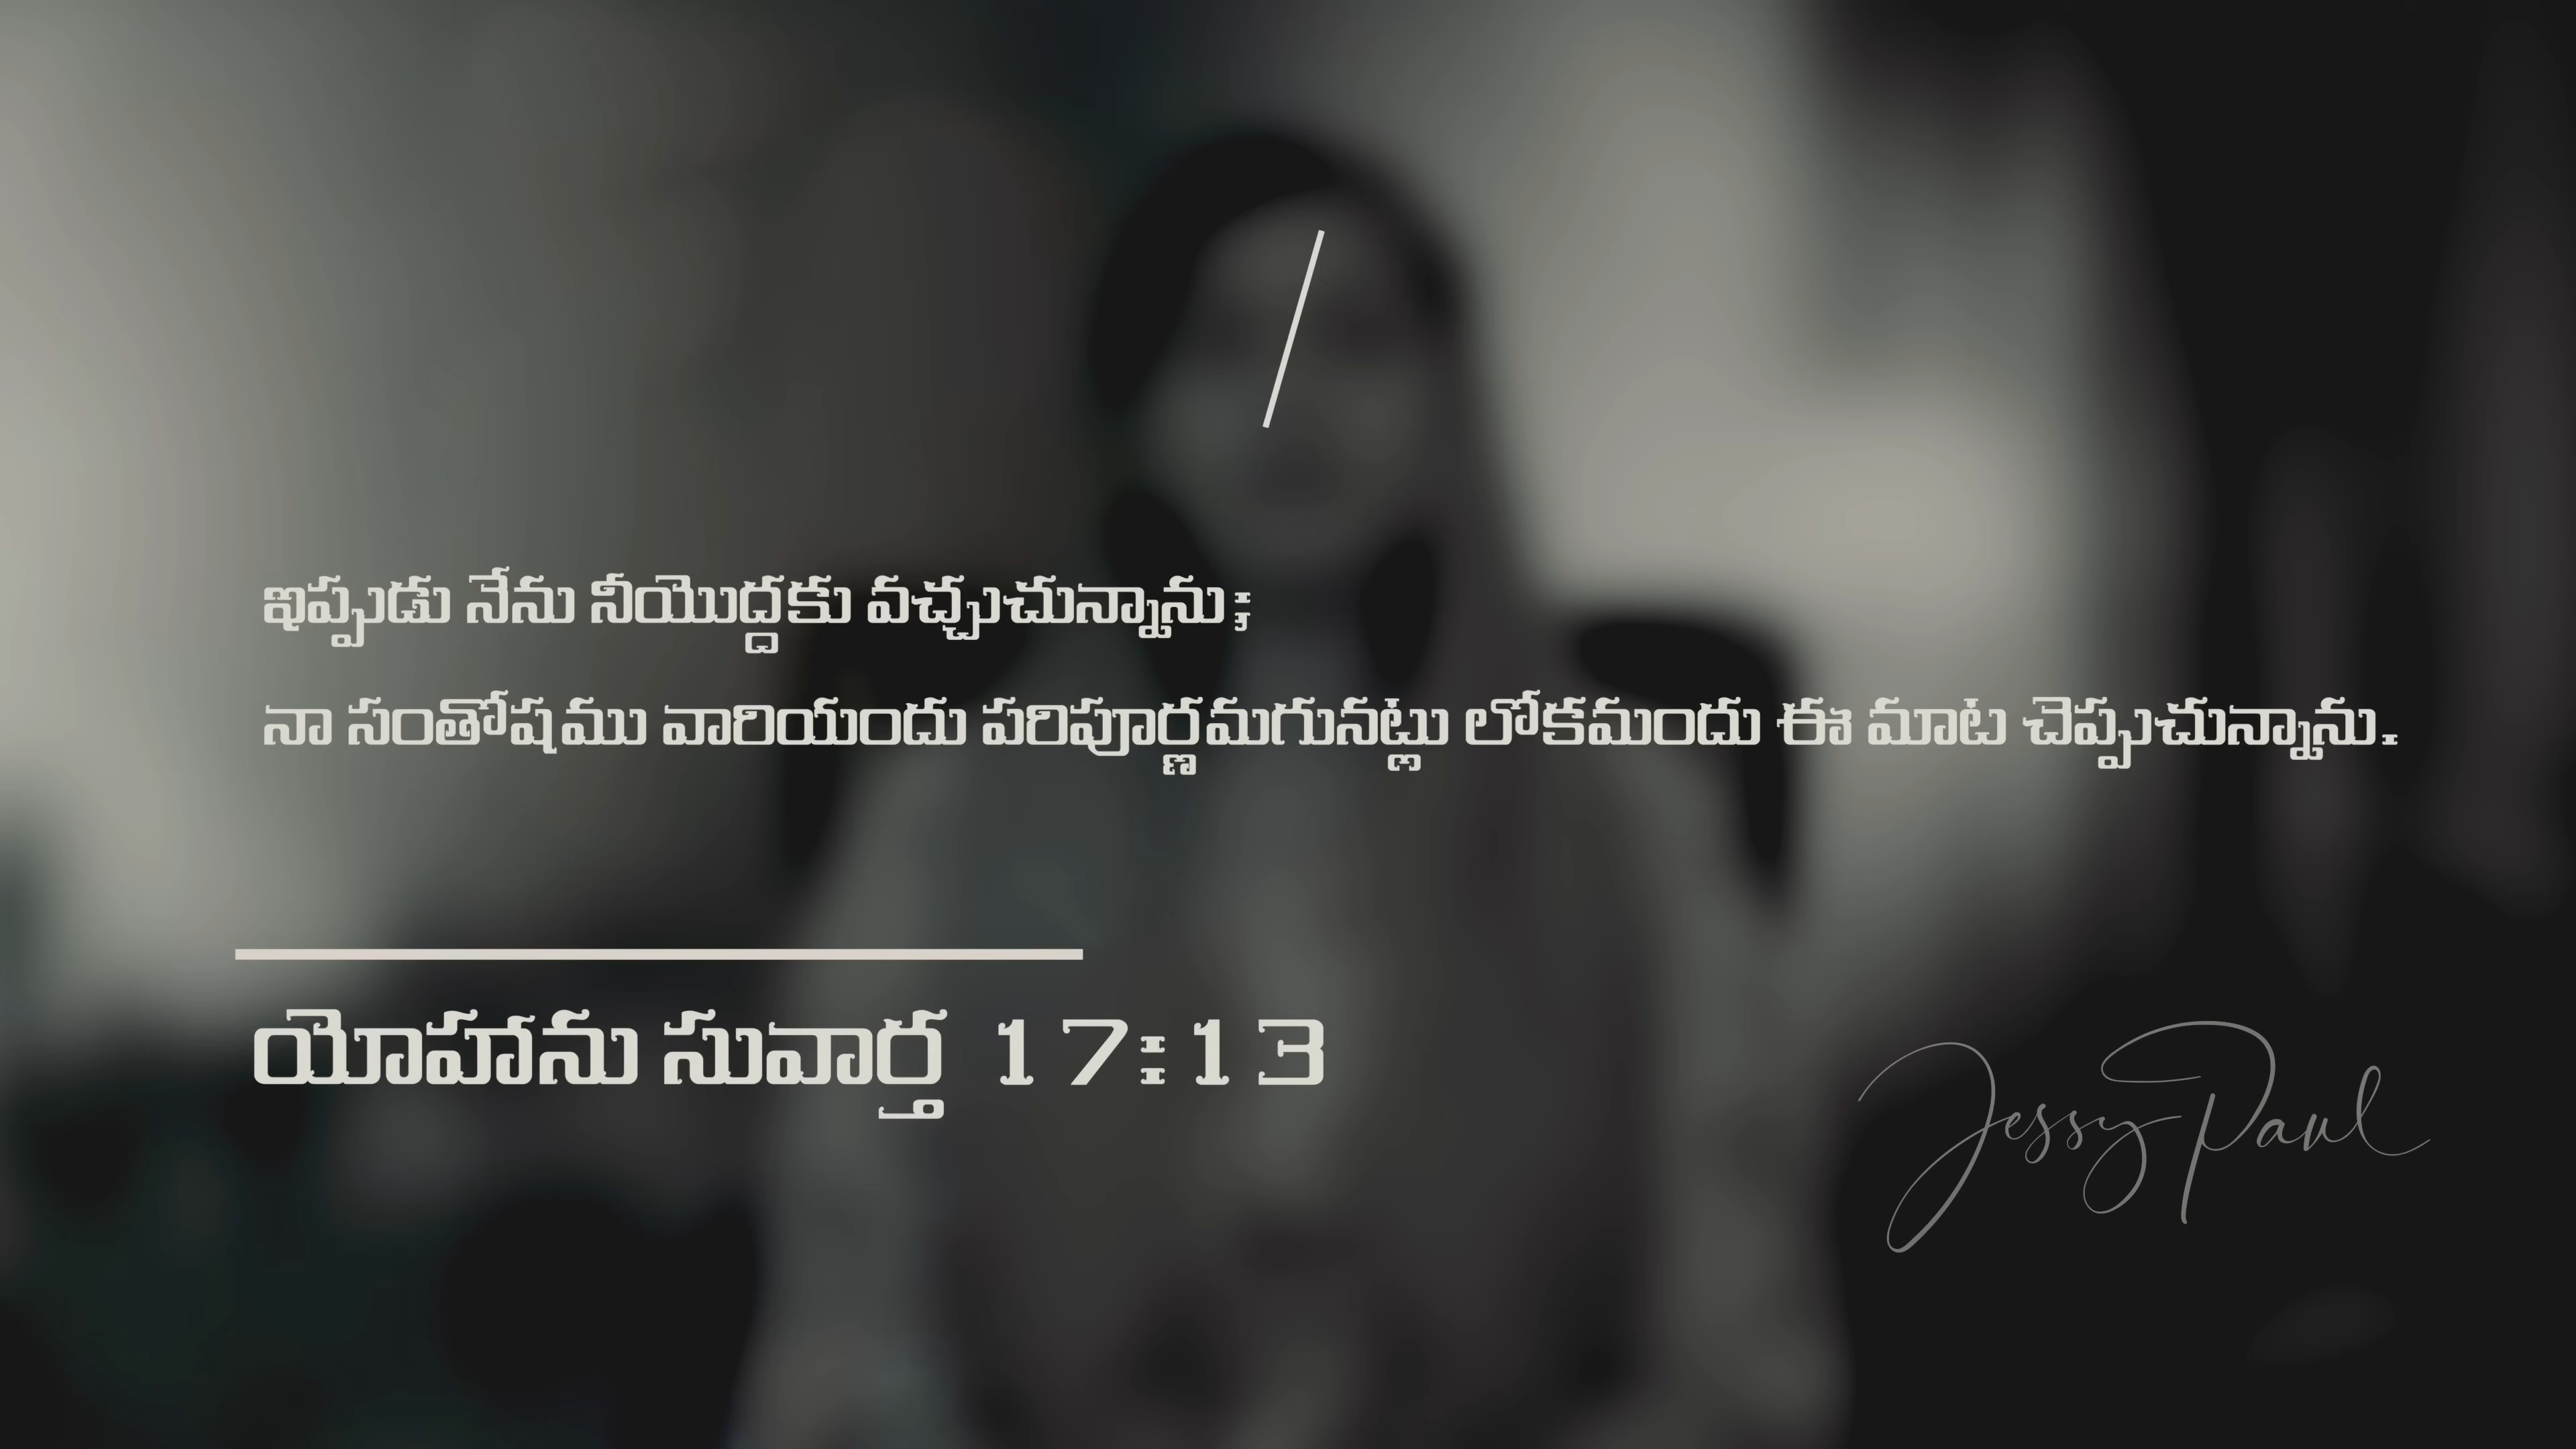 ఇప్పుడు నేను నీయొద్దకు వచ్చుచున్నాను;
నా సంతోషము వారియందు పరిపూర్ణమగునట్లు లోకమందు ఈ మాట చెప్పుచున్నాను.
యోహాను సువార్త 17:13
Jessy Paul